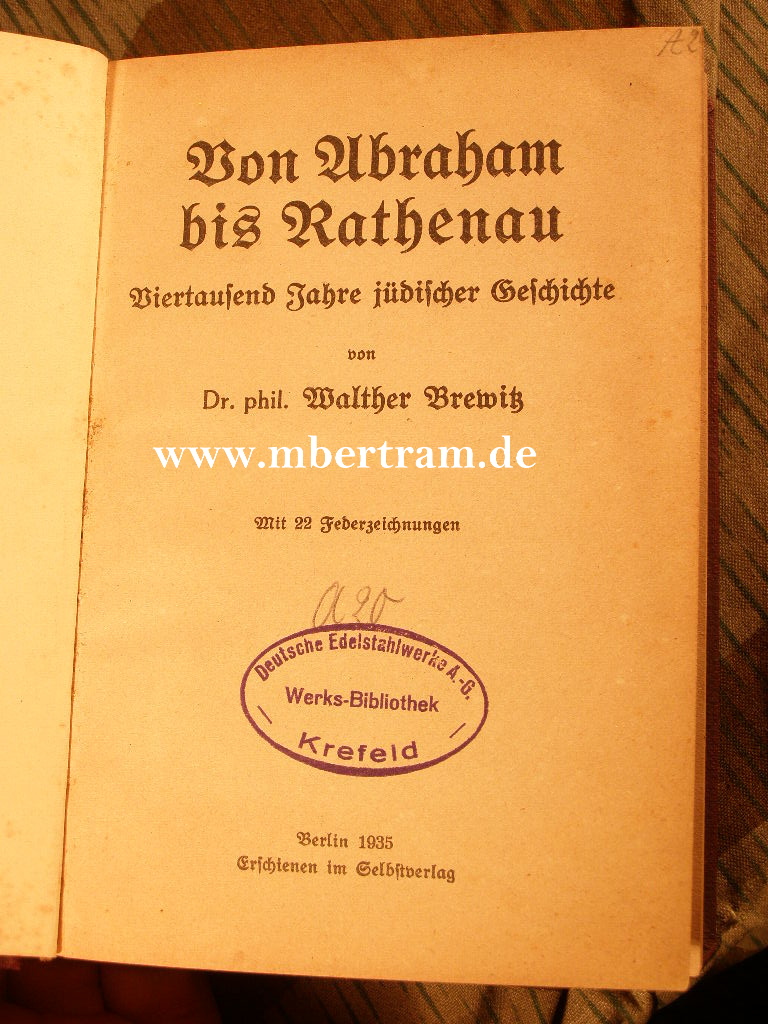 A2
Von Abraham
bis Rathenau
Viertausend Jahre jüdischer Geschichte
von
Dr. phil. Walther Brewitz
www.mbertram.de
Mit 22 Federzeichnungen
Deutsche Edelstahlwerke A.-G.
Werks-Bibliothek
Krefeld
Berlin 1935
Erschienen im Selbstverlag